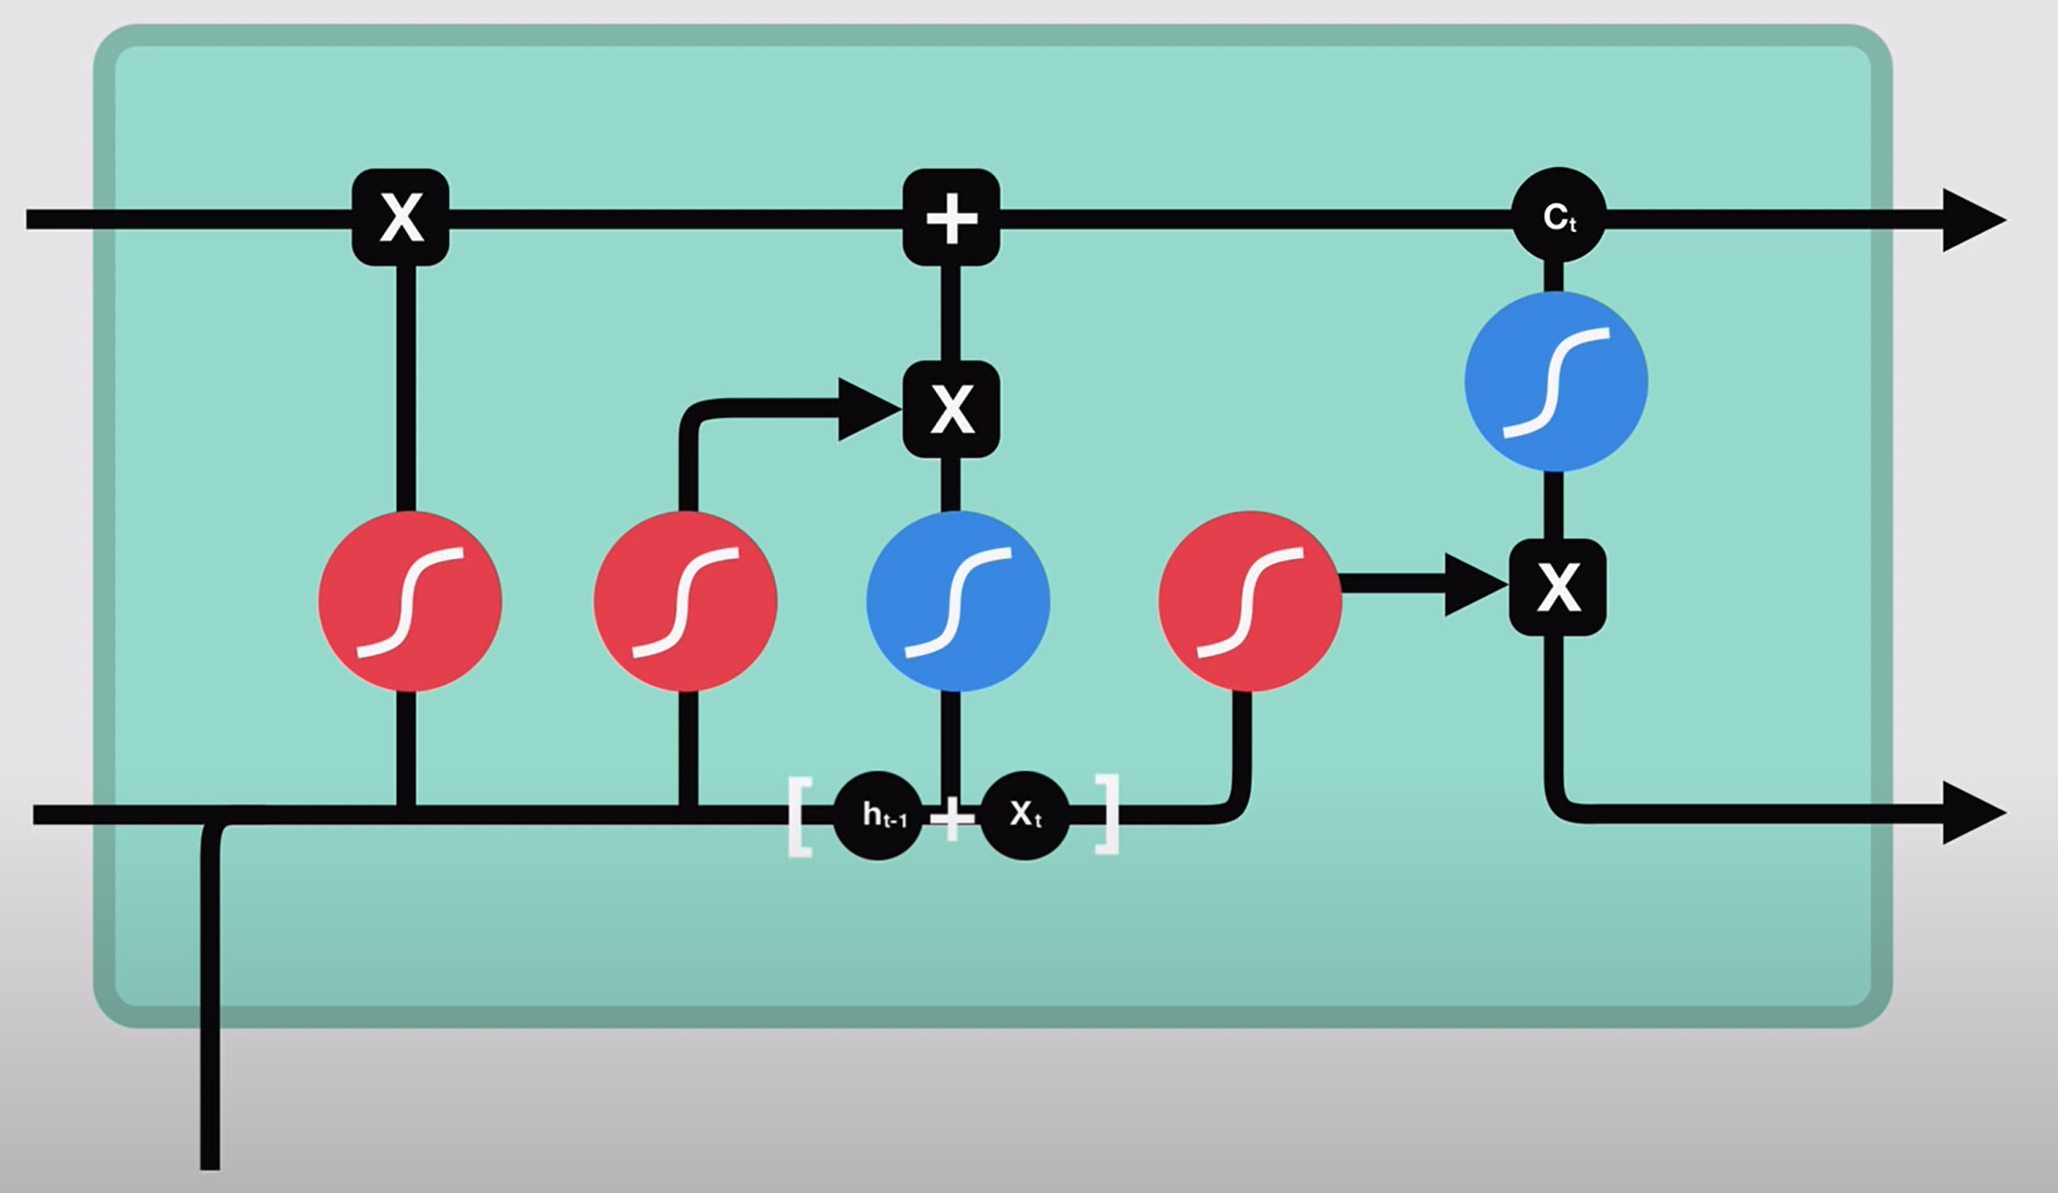 X + Ct
X
X
[ ht-1 + Xt ]